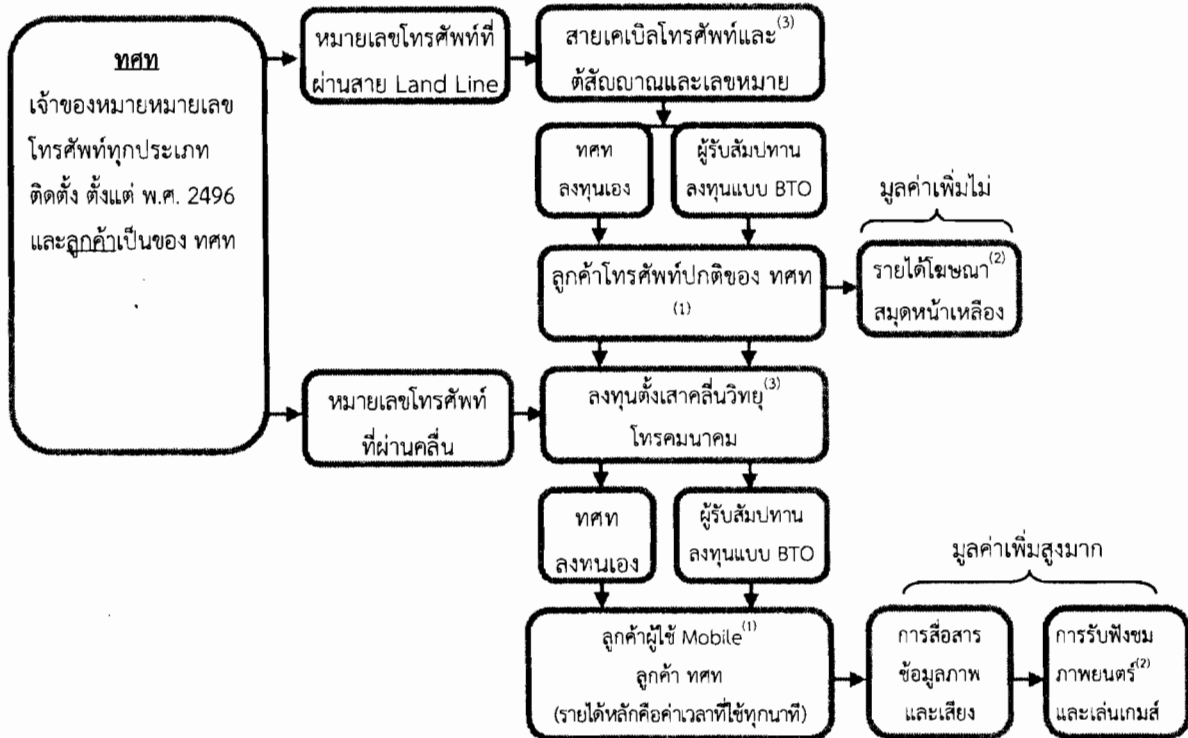 ทศท
เจ้าของหมายหมายเลข
โทรศัพท์ทุกประเภท
ติดตั้ง ตั้งแต่ พ.ศ. 2496
และลูกค้าเป็นของ ทศท
หมายเลขโทรศัพท์ที่
ผ่านสาย Land Line
สายเคเบิลโทรศัพท์และ(3)
ต้สัญญาณและเลขหมาย
ทศท
ลงทุนเอง
ผู้รับสัมปทาน
ลงทุนแบบ BTO
มูลค่าเพิ่มไม่
ลูกค้าโทรศัพท์ปกติของ ทศท
(1)
รายได้โฆษณา(2)
สมุดหน้าเหลือง
หมายเลขโทรศัพท์
ที่ผ่านคลื่น
ลงทุนตั้งเสาคลื่นวิทยุ(3)
โทรคมนาคม
ทศท
ลงทนเอง
ผู้รับสัมปทาน
ลงทุนแบบ BTO
มูลค่าเพิ่มสูงมาก
ลูกค้าผู้ใช้ Mobile(1)
ลูกค้า ทศท
(รายได้หลักคือค่าเวลาที่ใช้ทุกนาที)
การสื่อสาร
ข้อมูลภาพ
และเสียง
การรับฟังชม
ภาพยนตร์(2)
และเล่นเกมส์